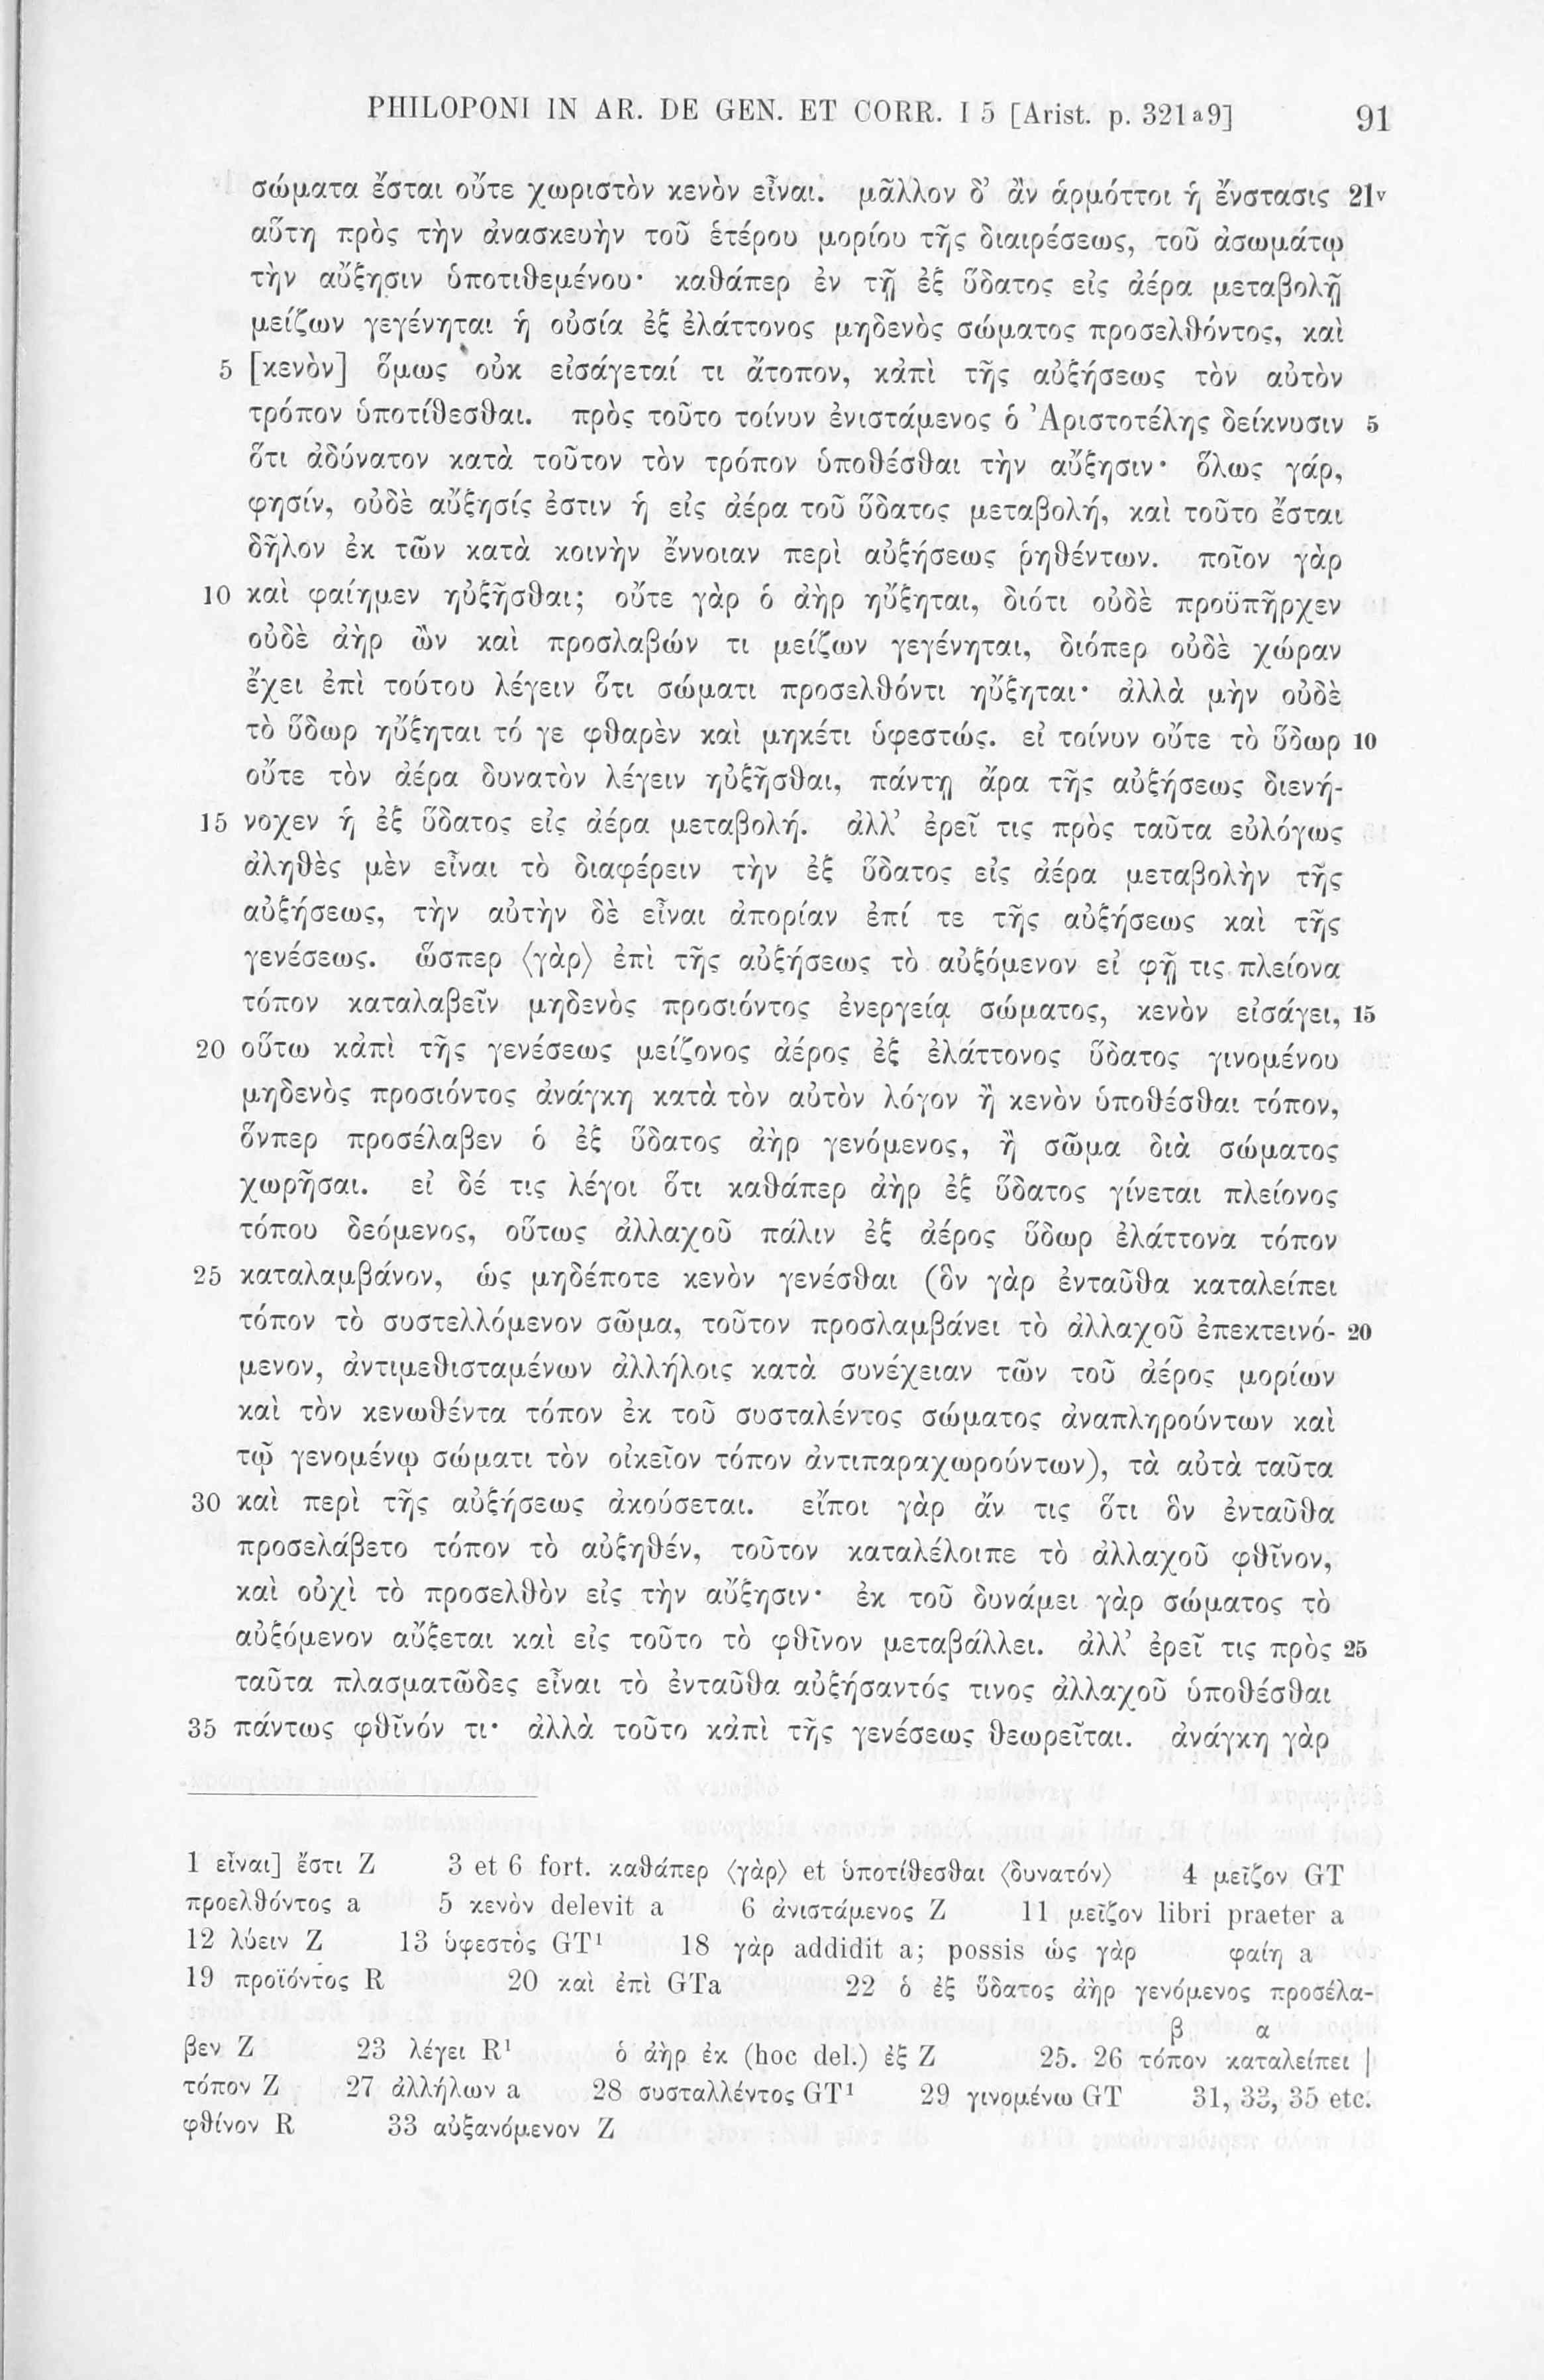 PHILOPONI IN AR. DE GEN. ET CORR. I 5 [Arist. p. 321a9] 91
σώματα ἔσται οὔτε χωριστὸν κενὸν εἶναι. μᾶλλον δ’ ἂν ἁρμόττοι ἡ ἔνστασις 21v
αὕτη πρὸς τὴν ἀνασκευὴν τοῦ ἑτέρου μορίου τῆς διαιρέσεως, τοῦ ἀσωμάτῳ
τὴν αὔξησιν ὑποτιθεμένου· καθάπερ ἐν τῇ ἐξ ὕδατος εἰς ἀέρα μεταβολῇ
μείζων γεγένηται ἡ οὐσία ἐξ ἐλάττονος μηδενὸς σώματος προσελθόντος, καὶ
5 [κενὸν] ὅμως οὐκ εἰσάγεταί τι ἄτοπον, κἀπὶ τῆς αὐξήσεως τὸν αὐτὸν
τρόπον ὑποτίθεσθαι. πρὸς τοῦτο τοίνυν ἐνιστάμενος ὁ Ἀριστοτέλης δείκνυσιν 5
ὅτι ἀδύνατον κατὰ τοῦτον τὸν τρόπον ὑποθέσθαι τὴν αὔξησιν· ὅλως γάρ,
φησίν, οὐδὲ αὔξησίς ἐστιν ἡ εἰς ἀέρα τοῦ ὕδατος μεταβολή, καὶ τοῦτο ἔσται
δῆλον ἐκ τῶν κατὰ κοινὴν ἔννοιαν περὶ αὐξήσεως ῥηθέντων. ποῖον γὰρ
10 καὶ φαίημεν ηὐξῆσθαι; οὔτε γὰρ ὁ ἀὴρ ηὔξηται, διότι οὐδὲ προϋπῆρχεν
οὐδὲ ἀὴρ ὢν καὶ προσλαβών τι μείζων γεγένηται, διόπερ οὐδὲ χώραν
ἔχει ἐπὶ τούτου λέγειν ὅτι σώματι προσελθόντι ηὔξηται· ἀλλὰ μὴν οὐδὲ
τὸ ὕδωρ ηὔξηται τό γε φθαρὲν καὶ μηκέτι ὑφεστώς. εἰ τοίνυν οὔτε τὸ ὕδωρ 10
οὔτε τὸν ἀέρα δυνατὸν λέγειν ηὐξῆσθαι, πάντῃ ἄρα τῆς αὐξήσεως διενή-
15 νοχεν ἡ ἐξ ὕδατος εἰς ἀέρα μεταβολή. ἀλλ’ ἐρεῖ τις πρὸς ταῦτα εὐλόγως
ἀληθὲς μὲν εἶναι τὸ διαφέρειν τὴν ἐξ ὕδατος εἰς ἀέρα μεταβολὴν τῆς
αὐξήσεως, τὴν αὐτὴν δὲ εἶναι ἀπορίαν ἐπί τε τῆς αὐξήσεως καὶ τῆς
γενέσεως. ὥσπερ ⟨γὰρ⟩ ἐπὶ τῆς αὐξήσεως τὸ αὐξόμενον εἰ φῇ τις πλείονα
τόπον καταλαβεῖν μηδενὸς προσιόντος ἐνεργείᾳ σώματος, κενὸν εἰσάγει, 15
20 οὕτω κἀπὶ τῆς γενέσεως μείζονος ἀέρος ἐξ ἐλάττονος ὕδατος γινομένου
μηδενὸς προσιόντος ἀνάγκη κατὰ τὸν αὐτὸν λόγον ἢ κενὸν ὑποθέσθαι τόπον,
ὅνπερ προσέλαβεν ὁ ἐξ ὕδατος ἀὴρ γενόμενος, ἢ σῶμα διὰ σώματος
χωρῆσαι. εἰ δέ τις λέγοι ὅτι καθάπερ ἀὴρ ἐξ ὕδατος γίνεται πλείονος
τόπου δεόμενος, οὕτως ἀλλαχοῦ πάλιν ἐξ ἀέρος ὕδωρ ἐλάττονα τόπον
25 καταλαμβάνον, ὡς μηδέποτε κενὸν γενέσθαι (ὃν γὰρ ἐνταῦθα καταλείπει
τόπον τὸ συστελλόμενον σῶμα, τοῦτον προσλαμβάνει τὸ ἀλλαχοῦ ἐπεκτεινό- 20
μενον, ἀντιμεθισταμένων ἀλλήλοις κατὰ συνέχειαν τῶν τοῦ ἀέρος μορίων
καὶ τὸν κενωθέντα τόπον ἐκ τοῦ συσταλέντος σώματος ἀναπληρούντων καὶ
τῷ γενομένῳ σώματι τὸν οἰκεῖον τόπον ἀντιπαραχωρούντων), τὰ αὐτὰ ταῦτα
30 καὶ περὶ τῆς αὐξήσεως ἀκούσεται. εἴποι γὰρ ἄν τις ὅτι ὃν ἐνταῦθα
προσελάβετο τόπον τὸ αὐξηθέν, τοῦτον καταλέλοιπε τὸ ἀλλαχοῦ φθῖνον,
καὶ οὐχὶ τὸ προσελθὸν εἰς τὴν αὔξησιν· ἐκ τοῦ δυνάμει γὰρ σώματος τὸ
αὐξόμενον αὔξεται καὶ εἰς τοῦτο τὸ φθῖνον μεταβάλλει. ἀλλ’ ἐρεῖ τις πρὸς 25
ταῦτα πλασματῶδες εἶναι τὸ ἐνταῦθα αὐξήσαντός τινος ἀλλαχοῦ ὑποθέσθαι
35 πάντως φθῖνόν τι· ἀλλὰ τοῦτο κἀπὶ τῆς γενέσεως θεωρεῖται. ἀνάγκη γὰρ
1 εἶναι] ἔστι Z 3 et 6 fort. καθάπερ ⟨γὰρ⟩ et ὑποτίθεσθαι ⟨δυνατόν⟩ 4 μεῖζον GT
προελθόντος a 5 κενὸν delevit a 6 ἀνιστάμενος Z 11 μεῖζον libri praeter a
12 λύειν Z 13 ὑφεστὸς GT¹ 18 γὰρ addidit a; possis ὡς γὰρ φαίη a
19 προϊόντος R 20 καὶ ἐπὶ GTa 22 ὁ ἐξ ὕδατος ἀὴρ γενόμενος προσέλα-
β α
βεν Z 23 λέγει R¹ ὁ ἀὴρ ἐκ (hoc del.) ἐξ Z 25. 26 τόπον καταλείπει |
τόπον Z 27 ἀλλήλων a 28 συσταλλέντος GT¹ 29 γινομένω GT 31, 33, 35 etc.
φθίνον R 33 αὐξανόμενον Z